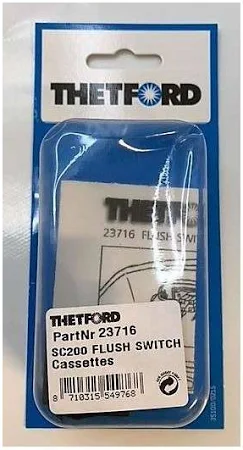 THETFORD
THETFORD
23716 FLUSH SWI
THETFORD
PartNr 23716
SC200 FLUSH SWITCH
Cassettes
8 710315 549768